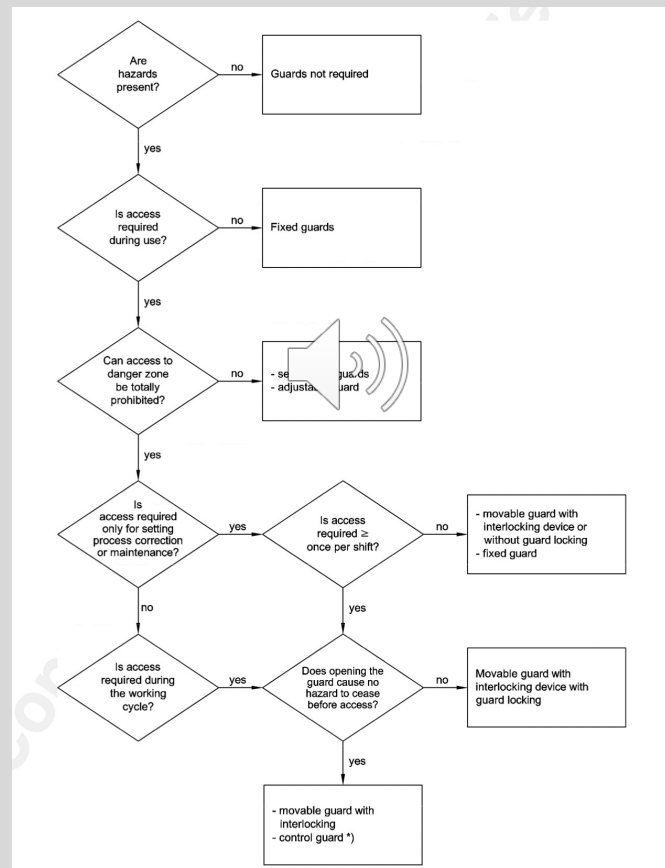 Are
hazards
present?
no
Guards not required
yes
Is access
required
during use?
no
Fixed guards
yes
Can access to
danger zone
be totally
prohibited?
no
-
-
yes
Is
access required
only for setting
process correction
or maintenance?
yes
Is access
required ≥
once per shift?
no
- movable guard with
interlocking device or
without guard locking
- fixed guard
no
yes
Is access
required during
the working
cycle?
yes
Does opening the
guard cause no
hazard to cease
before access?
no
Movable guard with
interlocking device with
guard locking
yes
- movable guard with
interlocking
- control guard *)